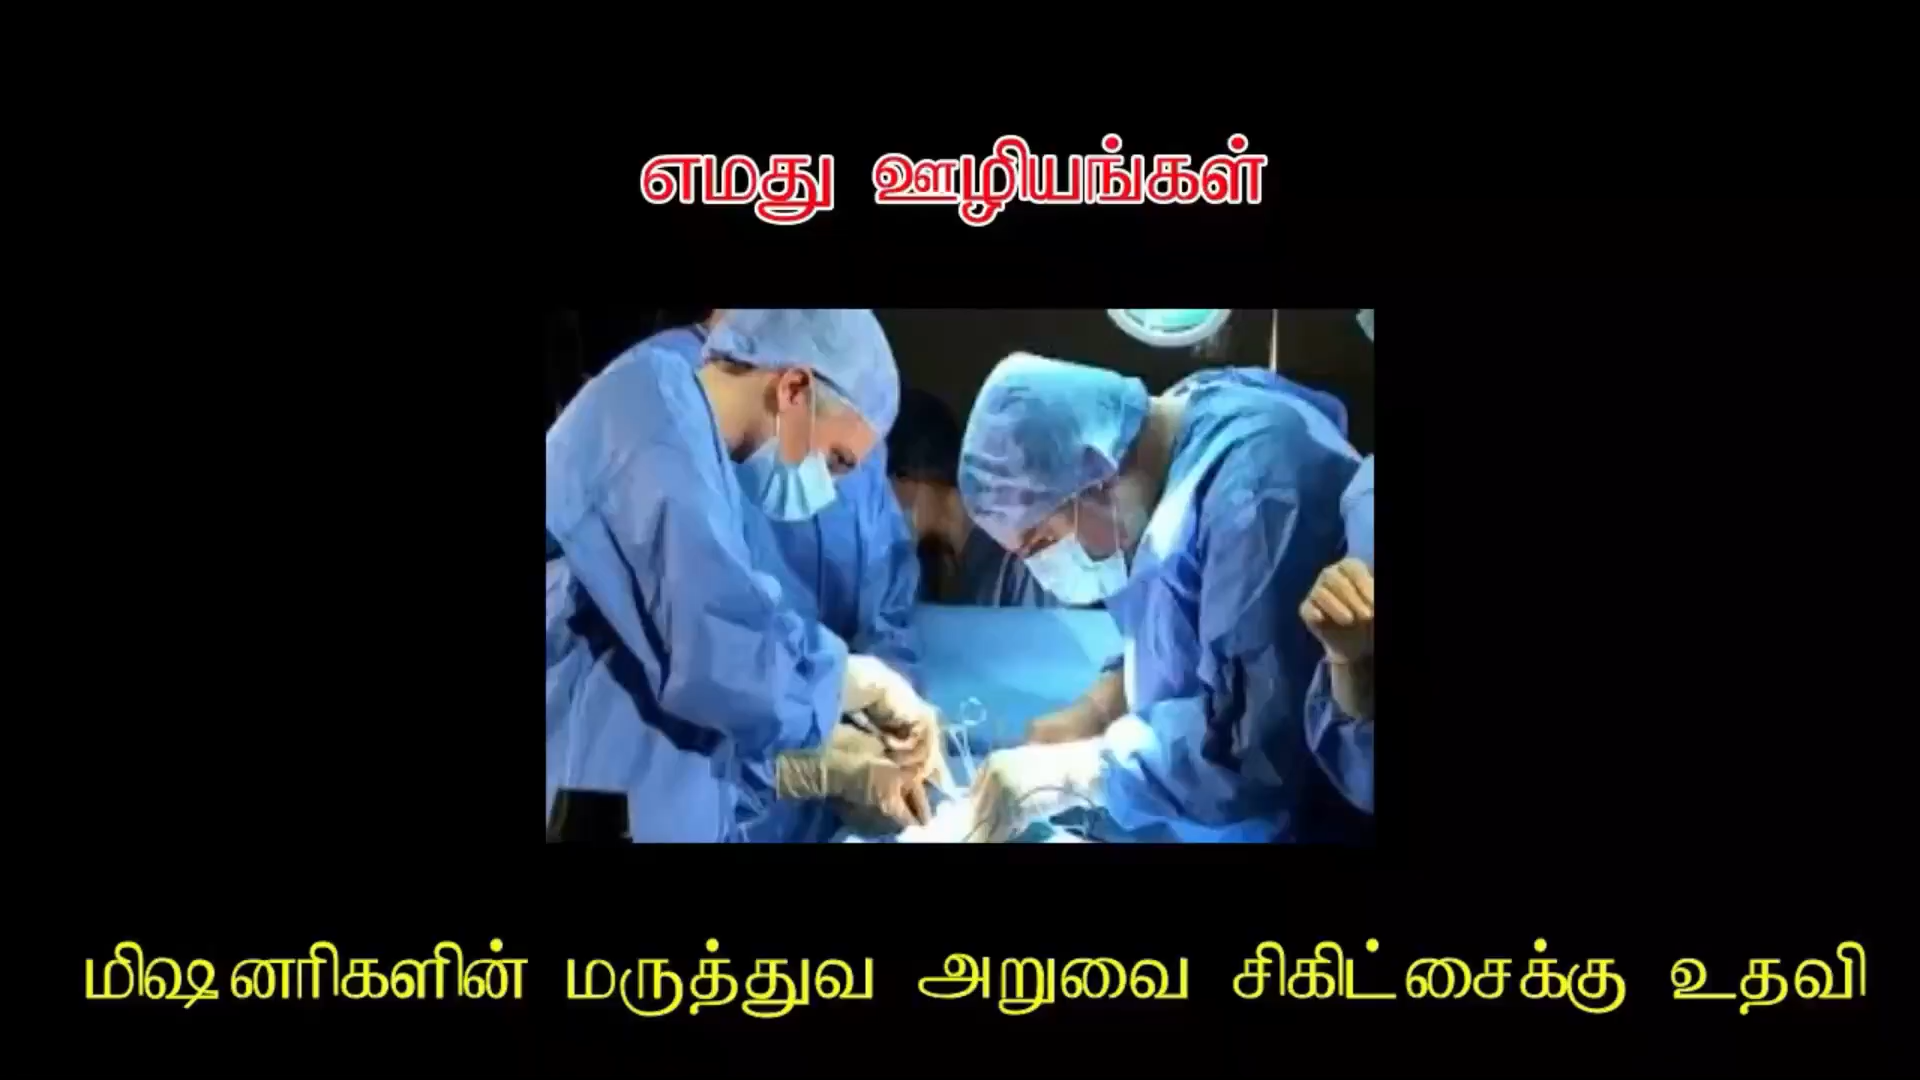 எமது ஊழியங்கள்
மிஷனரிகளின் மருத்துவ அறுவை சிகிட்சைக்கு உதவி